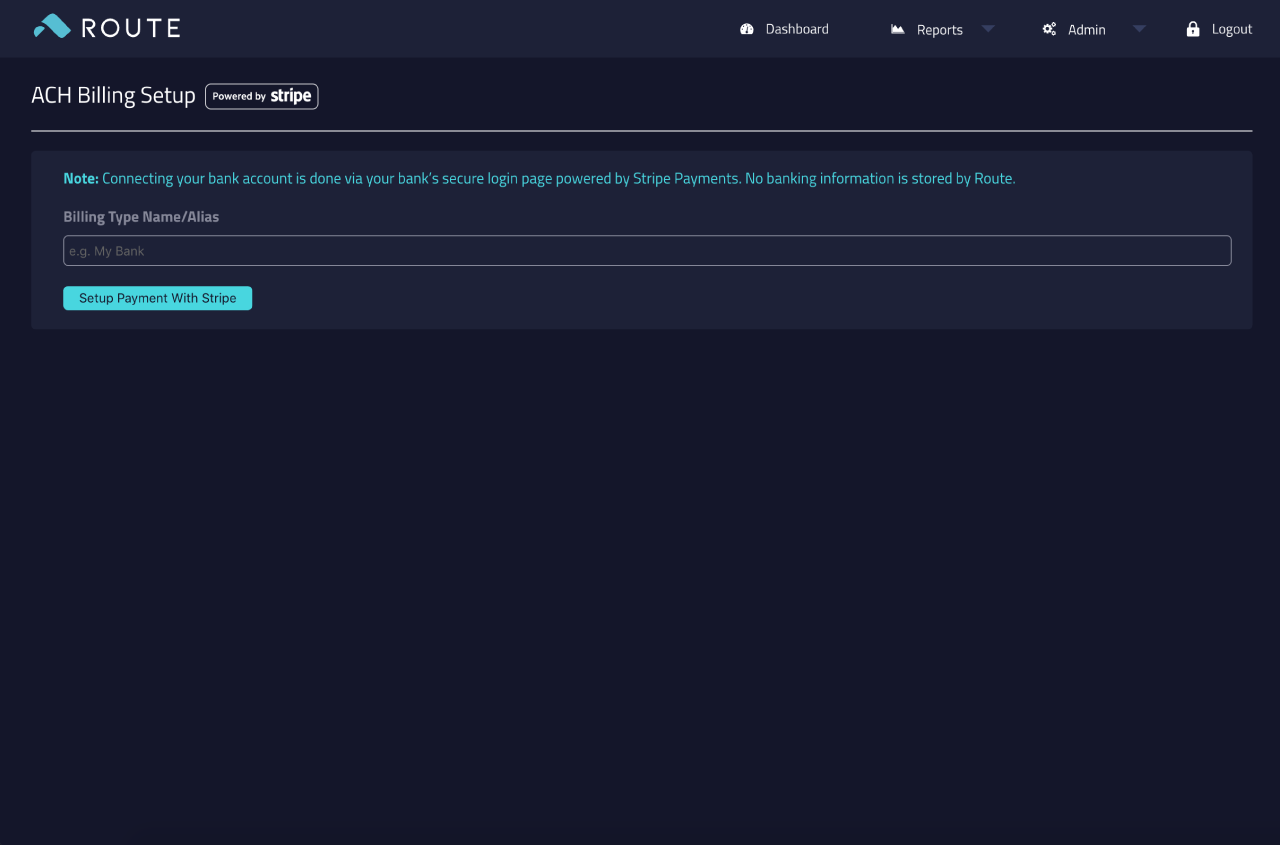 ROUTE
Dashboard
Reports
Admin
Logout
ACH Billing Setup
Powered by stripe
Note: Connecting your bank account is done via your bank’s secure login page powered by Stripe Payments. No banking information is stored by Route.
Billing Type Name/Alias
e.g. My Bank
Setup Payment With Stripe